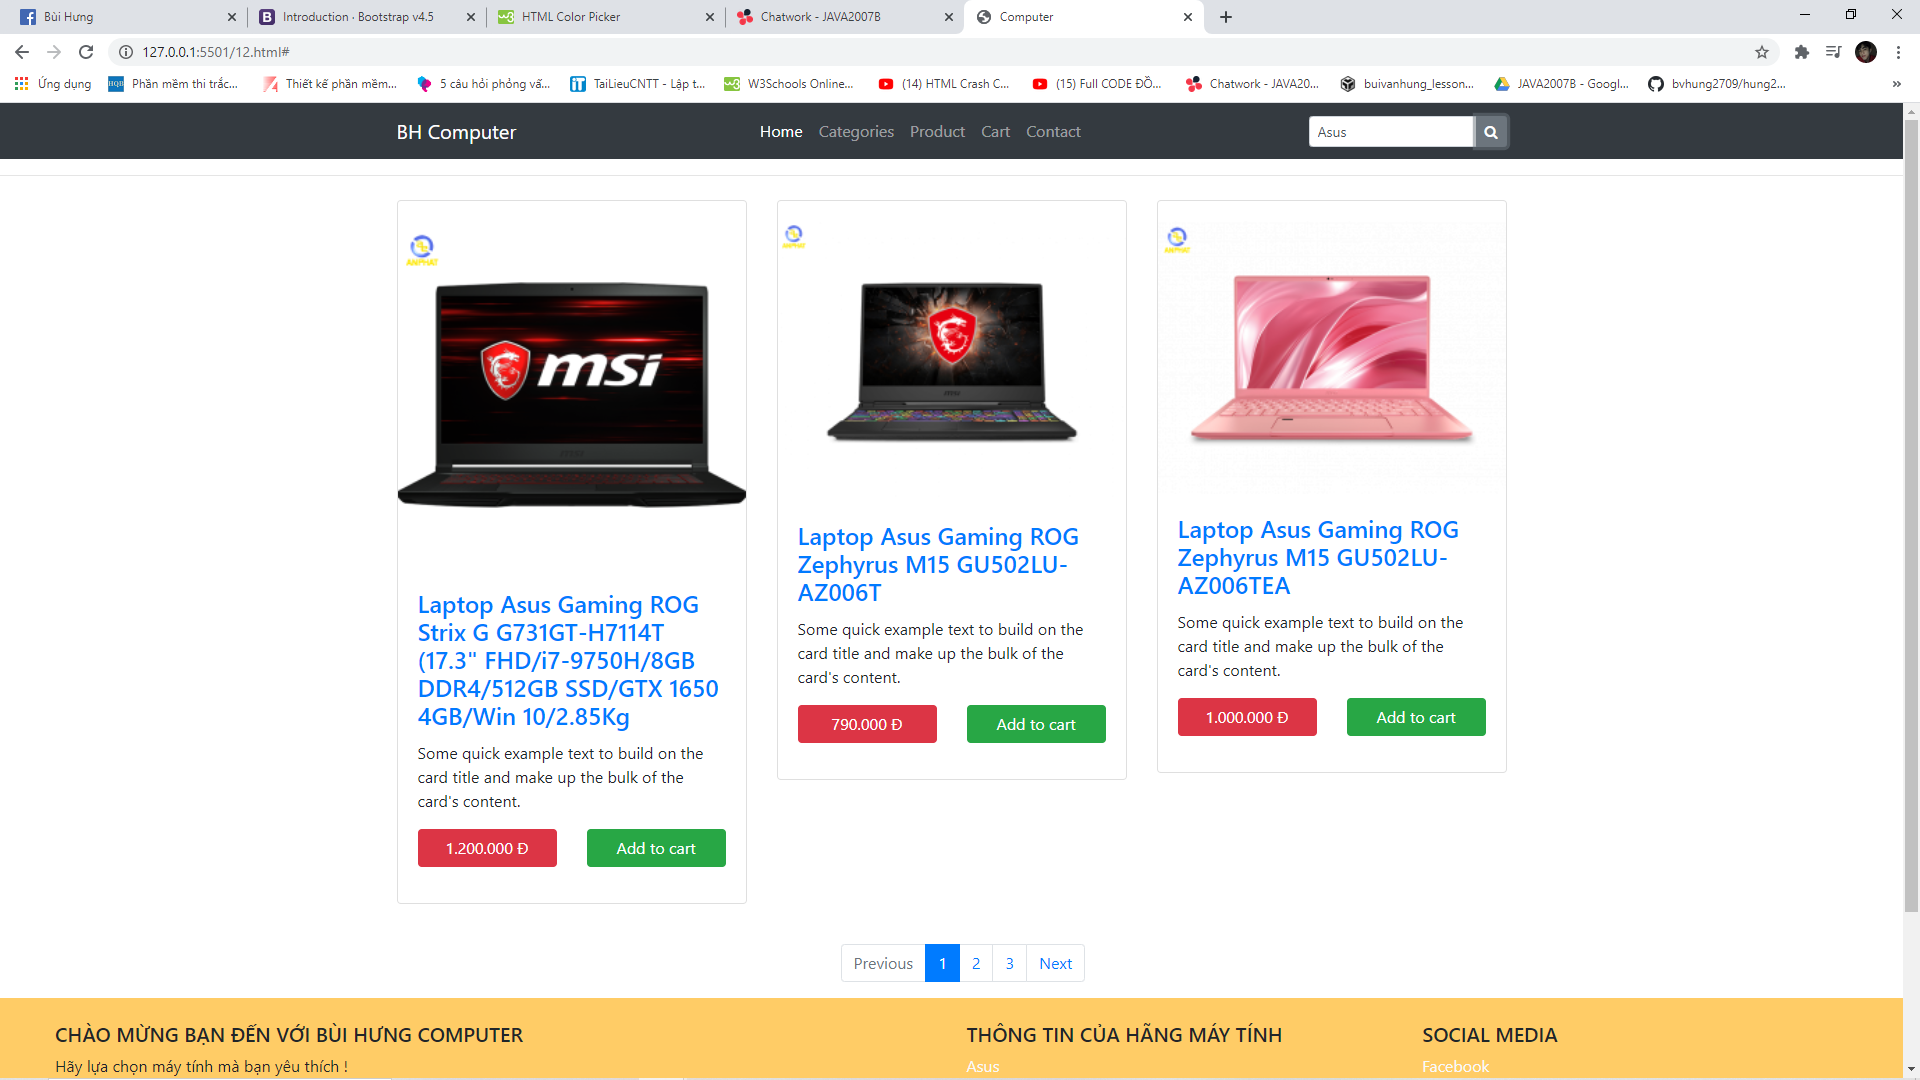 Bùi Hưng
Introduction · Bootstrap v4.5
HTML Color Picker
Chatwork - JAVA2007B
Computer
127.0.0.1:5501/12.html#
Ứng dụng
Phần mềm thi trắc...
Thiết kế phần mềm...
5 câu hỏi phỏng vấ...
TaiLieuCNTT - Lập t...
W3Schools Online...
(14) HTML Crash C...
(15) Full CODE ĐỒ...
Chatwork - JAVA20...
buivanhung_lesson...
JAVA2007B - Googl...
bvhung2709/hung2...
»
BH Computer
Home
Categories
Product
Cart
Contact
Asus
ANPHAT
msi
Laptop Asus Gaming ROG
Strix G G731GT-H7114T
(17.3" FHD/i7-9750H/8GB
DDR4/512GB SSD/GTX 1650
4GB/Win 10/2.85Kg
Some quick example text to build on the
card title and make up the bulk of the
card's content.
1.200.000 Đ
Add to cart
ANPHAT
Laptop Asus Gaming ROG
Zephyrus M15 GU502LU-
AZ006T
Some quick example text to build on the
card title and make up the bulk of the
card's content.
790.000 Đ
Add to cart
ANPHAT
Laptop Asus Gaming ROG
Zephyrus M15 GU502LU-
AZ006TEA
Some quick example text to build on the
card title and make up the bulk of the
card's content.
1.000.000 Đ
Add to cart
Previous
1
2
3
Next
CHÀO MỪNG BẠN ĐẾN VỚI BÙI HƯNG COMPUTER
Hãy lựa chọn máy tính mà bạn yêu thích !
THÔNG TIN CỦA HÃNG MÁY TÍNH
Asus
SOCIAL MEDIA
Facebook